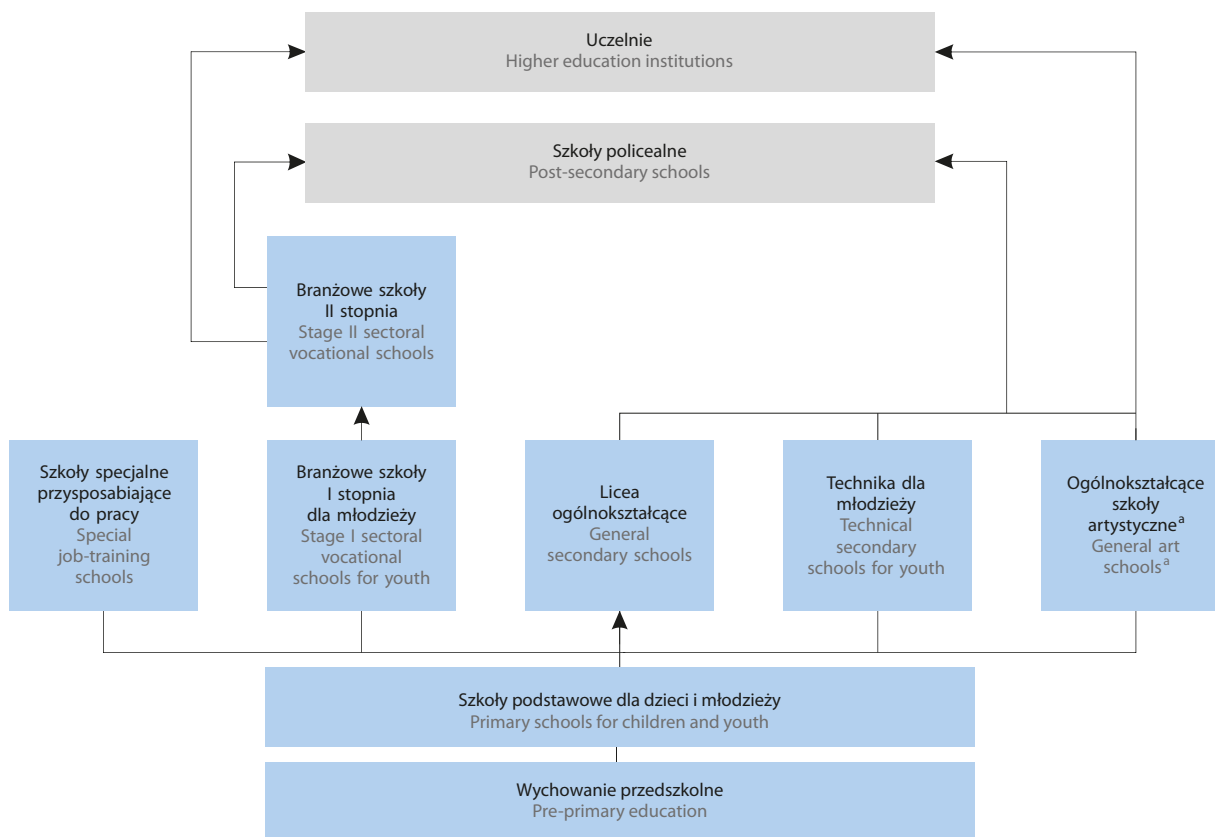 Uczelnie
Higher education institutions
Szkoły policealne
Post-secondary schools
Branżowe szkoły
II stopnia
Stage II sectoral
vocational schools
Szkoły specjalne
przysposabiające
do pracy
Special
job-training
schools
Branżowe szkoły
I stopnia
dla młodzieży
Stage I sectoral
vocational
schools for youth
Licea
ogólnokształcące
General
secondary schools
Technika dla
młodzieży
Technical
secondary
schools for youth
Ogólnokształcące
szkoły
artystyczneᵃ
General art
schoolsᵃ
Szkoły podstawowe dla dzieci i młodzieży
Primary schools for children and youth
Wychowanie przedszkolne
Pre-primary education